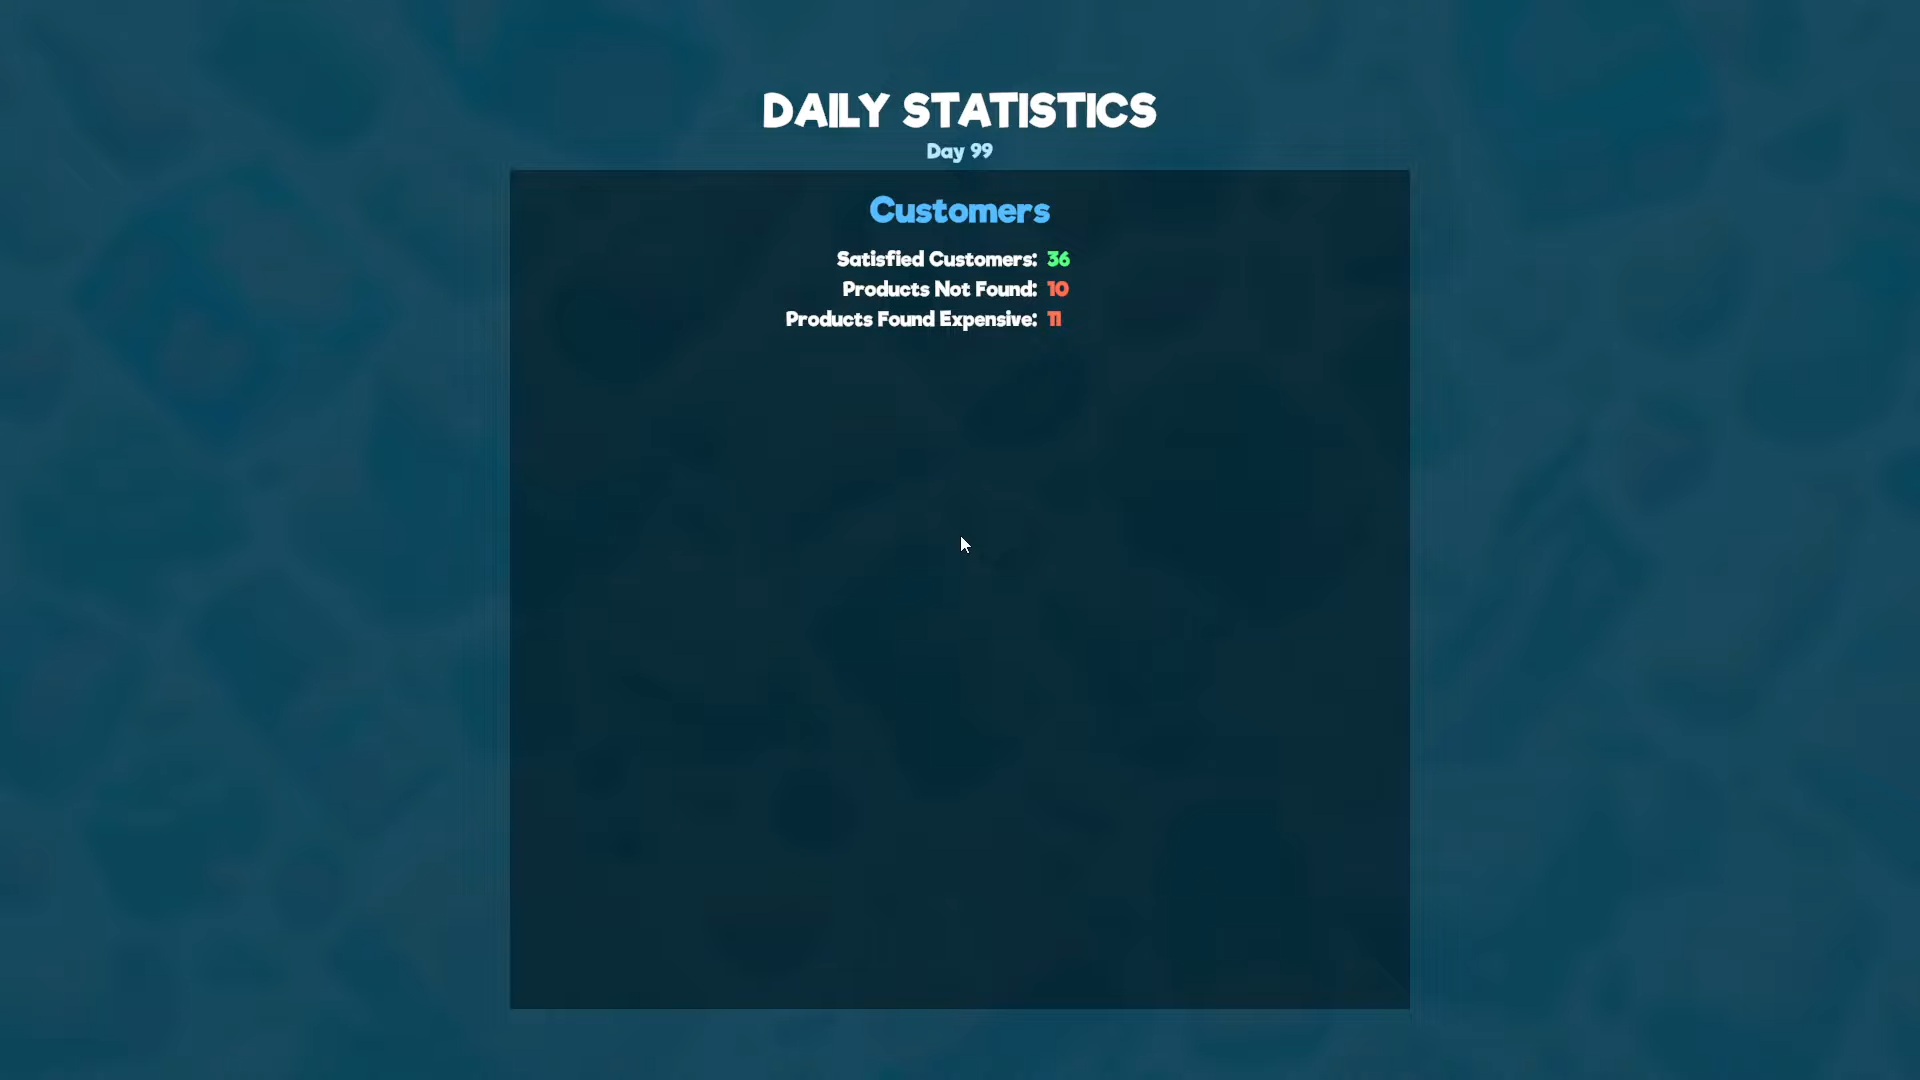 DAILY STATISTICS
Day 99
Customers
Satisfied Customers: 36
Products Not Found: 10
Products Found Expensive: 11